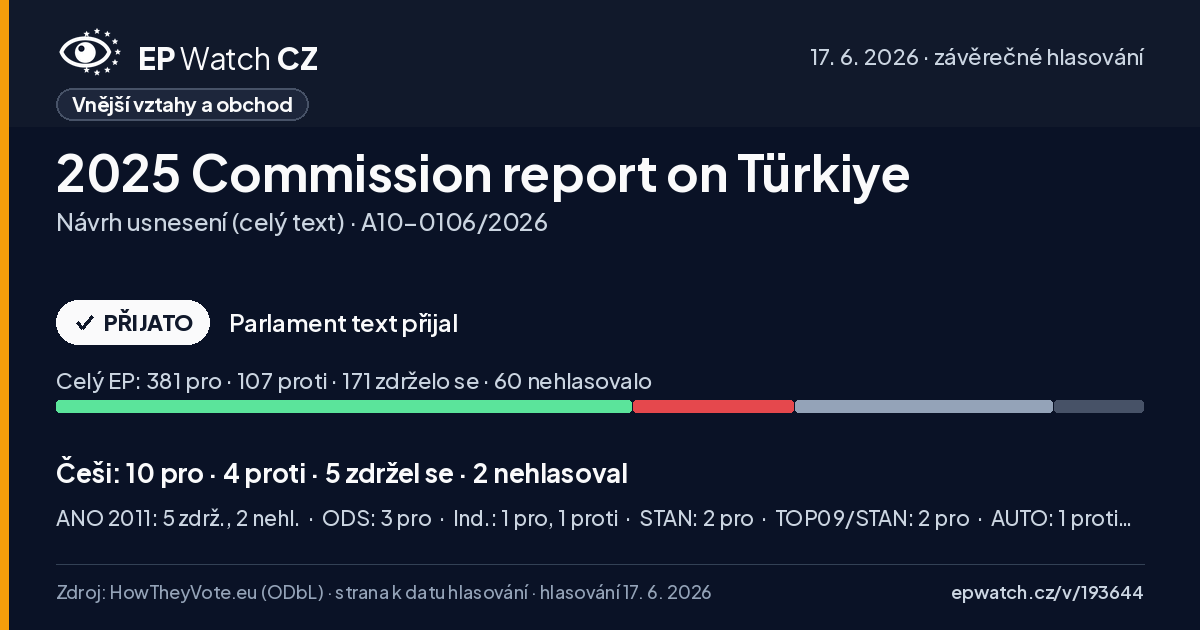 EP Watch CZ
17. 6. 2026 · závěrečné hlasování
Vnější vztahy a obchod
2025 Commission report on Türkiye
Návrh usnesení (celý text) · A10–0106/2026
✓ PŘIJATO
Parlament text přijal
Celý EP: 381 pro · 107 proti · 171 zdrželo se · 60 nehlasovalo
Češi: 10 pro · 4 proti · 5 zdržel se · 2 nehlasoval
ANO 2011: 5 zdrž., 2 nehl. · ODS: 3 pro · Ind.: 1 pro, 1 proti · STAN: 2 pro · TOP09/STAN: 2 pro · AUTO: 1 proti…
Zdroj: HowTheyVote.eu (ODbL) · strana k datu hlasování · hlasování 17. 6. 2026
epwatch.cz/v/193644